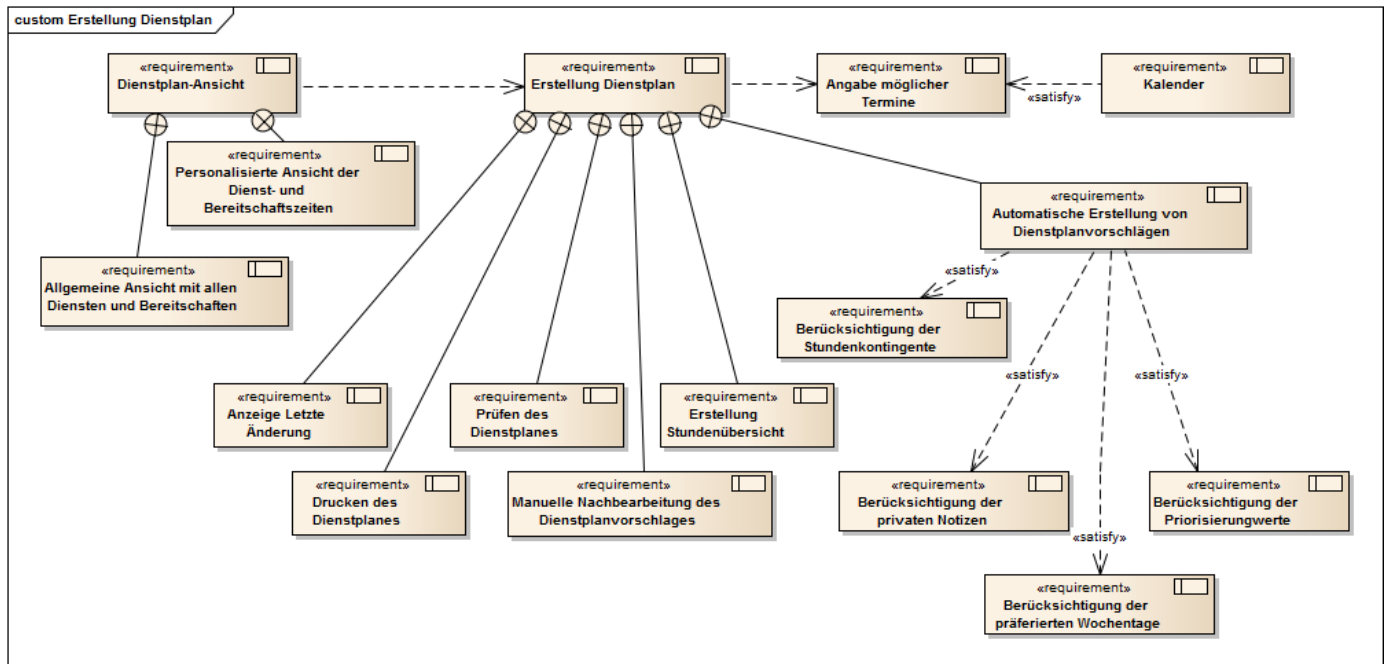 custom Erstellung Dienstplan
«requirement»
Dienstplan-Ansicht
«requirement»
Erstellung Dienstplan
«requirement»
Angabe möglicher
Termine
«satisfy»
«requirement»
Kalender
«requirement»
Personalisierte Ansicht der
Dienst- und
Bereitschaftszeiten
«requirement»
Allgemeine Ansicht mit allen
Diensten und Bereitschaften
«requirement»
Automatische Erstellung von
Dienstplanvorschlägen
«satisfy»
«requirement»
Berücksichtigung der
Stundenkontingente
«satisfy»
«satisfy»
«requirement»
Anzeige Letzte
Änderung
«requirement»
Prüfen des
Dienstplanes
«requirement»
Erstellung
Stundenübersicht
«requirement»
Drucken des
Dienstplanes
«requirement»
Manuelle Nachbearbeitung des
Dienstplanvorschlages
«requirement»
Berücksichtigung der
privaten Notizen
«requirement»
Berücksichtigung der
Priorisierungwerte
«satisfy»
«requirement»
Berücksichtigung der
präferierten Wochentage